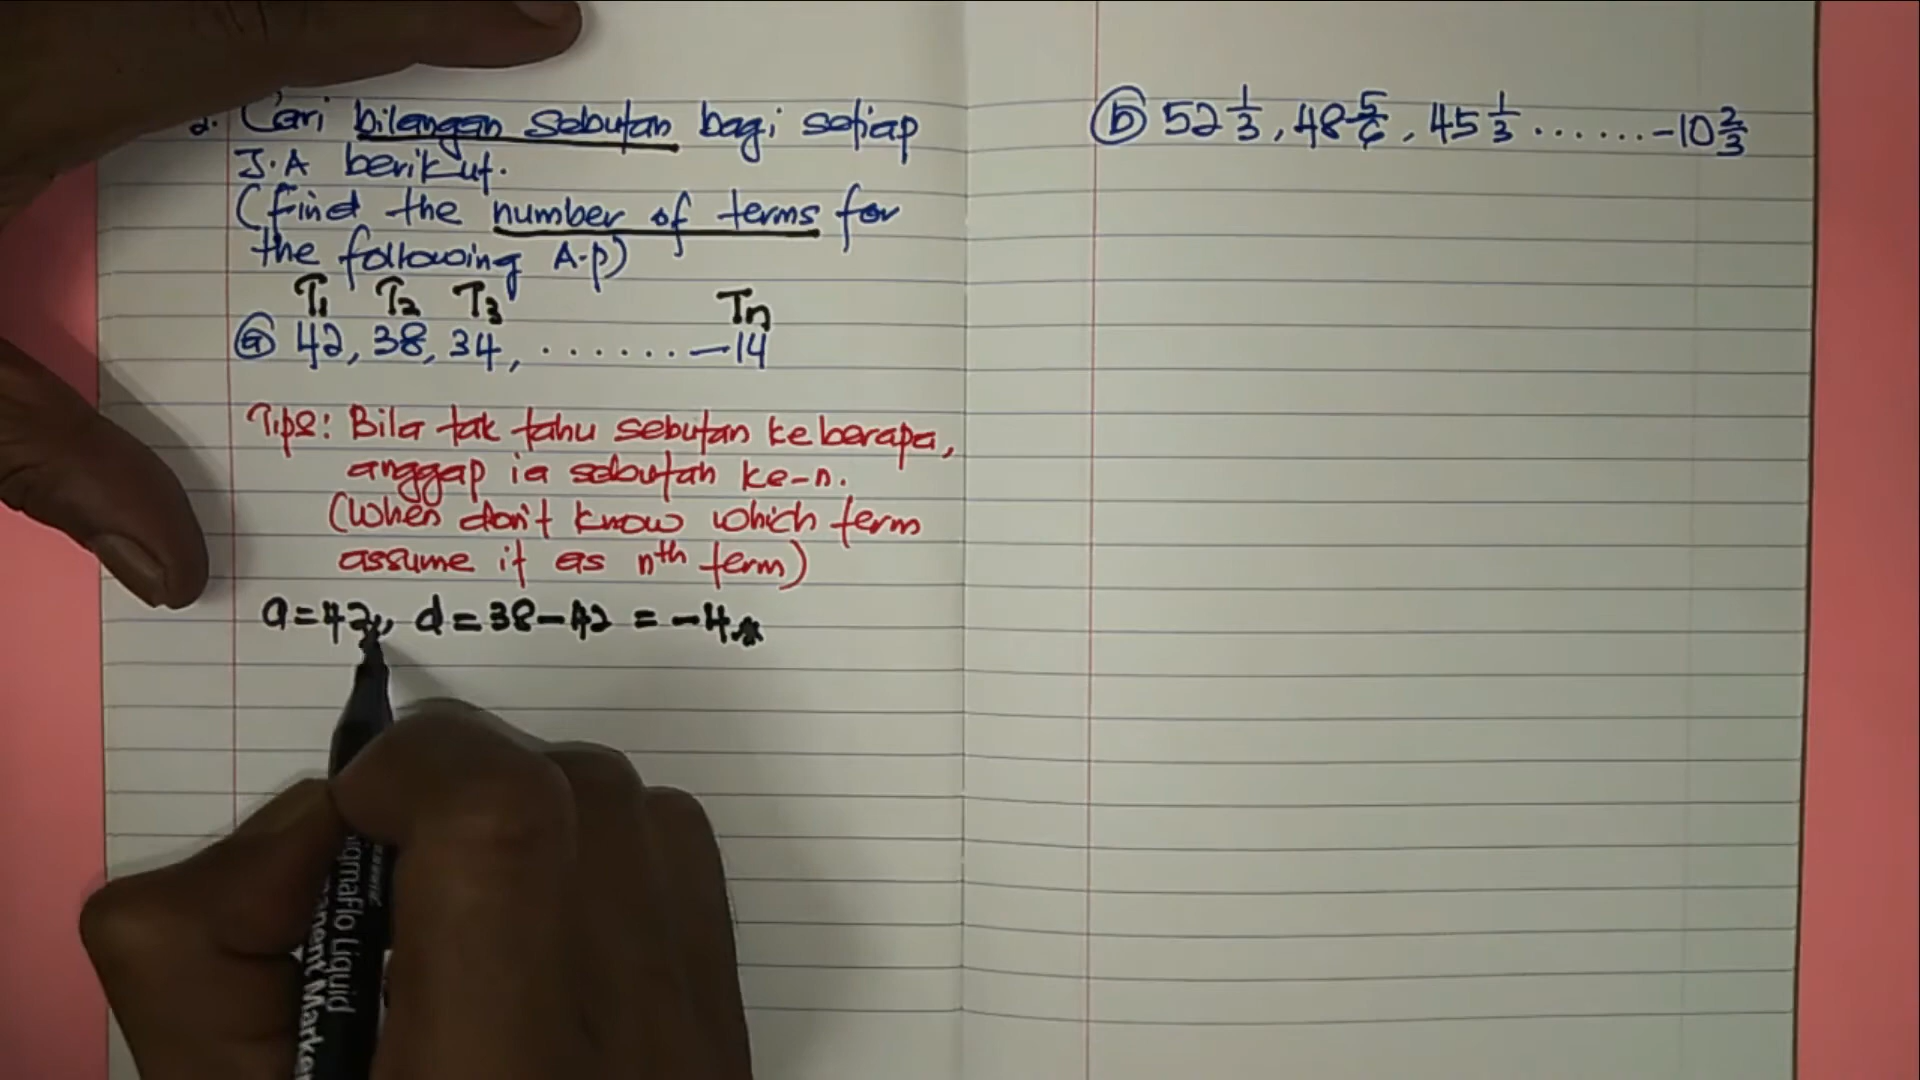 2. Cari bilangan sebutan bagi setiap
J.A berikut.
(Find the number of terms for
the following A.P)
T1 T2 T3 Tn
(a) 42, 38, 34, ....... -14
Tips: Bila tak tahu sebutan ke berapa,
anggap ia sebutan ke-n.
(When don't know which term
assume it as nth term)
a = 42,, d = 38 - 42 = -4
(b) 52 1/3, 48 5/6, 45 1/3 ...... -10 2/3
Liquid
Marker